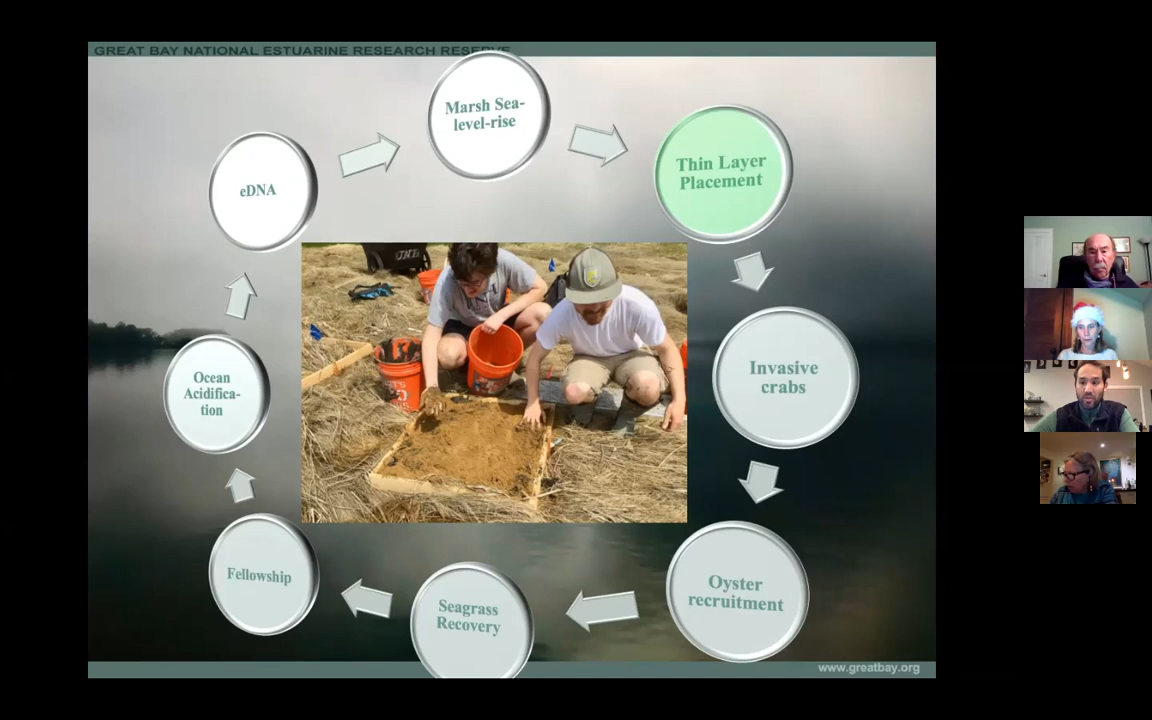 GREAT BAY NATIONAL ESTUARINE RESEARCH RESERVE
Marsh Sea-
level-rise
Thin Layer
Placement
eDNA
Invasive
crabs
Ocean
Acidifica-
tion
Oyster
recruitment
Fellowship
Seagrass
Recovery
www.greatbay.org